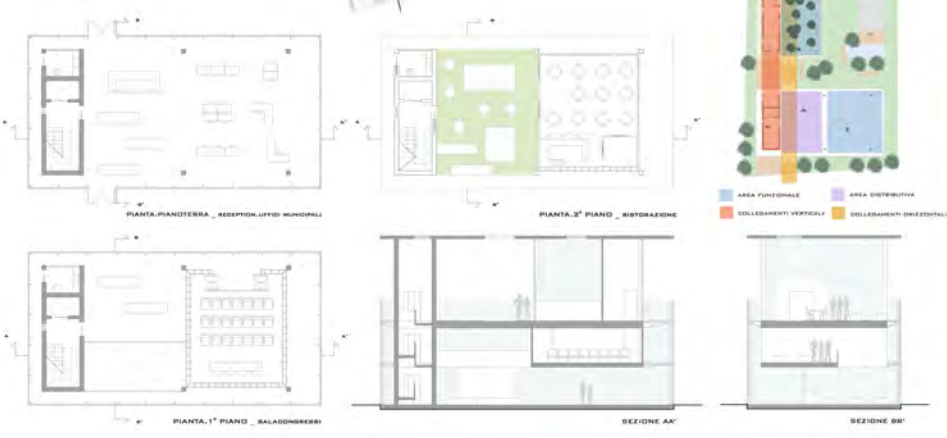 B'
A
A'
B'
PIANTA.PIANOTERRA _ RECEPTION.UFFICI MUNICIPALI
B'
A
A'
B'
PIANTA.2° PIANO _ RISTORAZIONE
AREA FUNZIONALE
AREA DISTRIBUTIVA
COLLEGAMENTI VERTICALI
COLLEGAMENTI ORIZZONTALI
A
A'
PIANTA.1° PIANO _ SALACONGRESSI
SEZIONE AA'
SEZIONE BB'